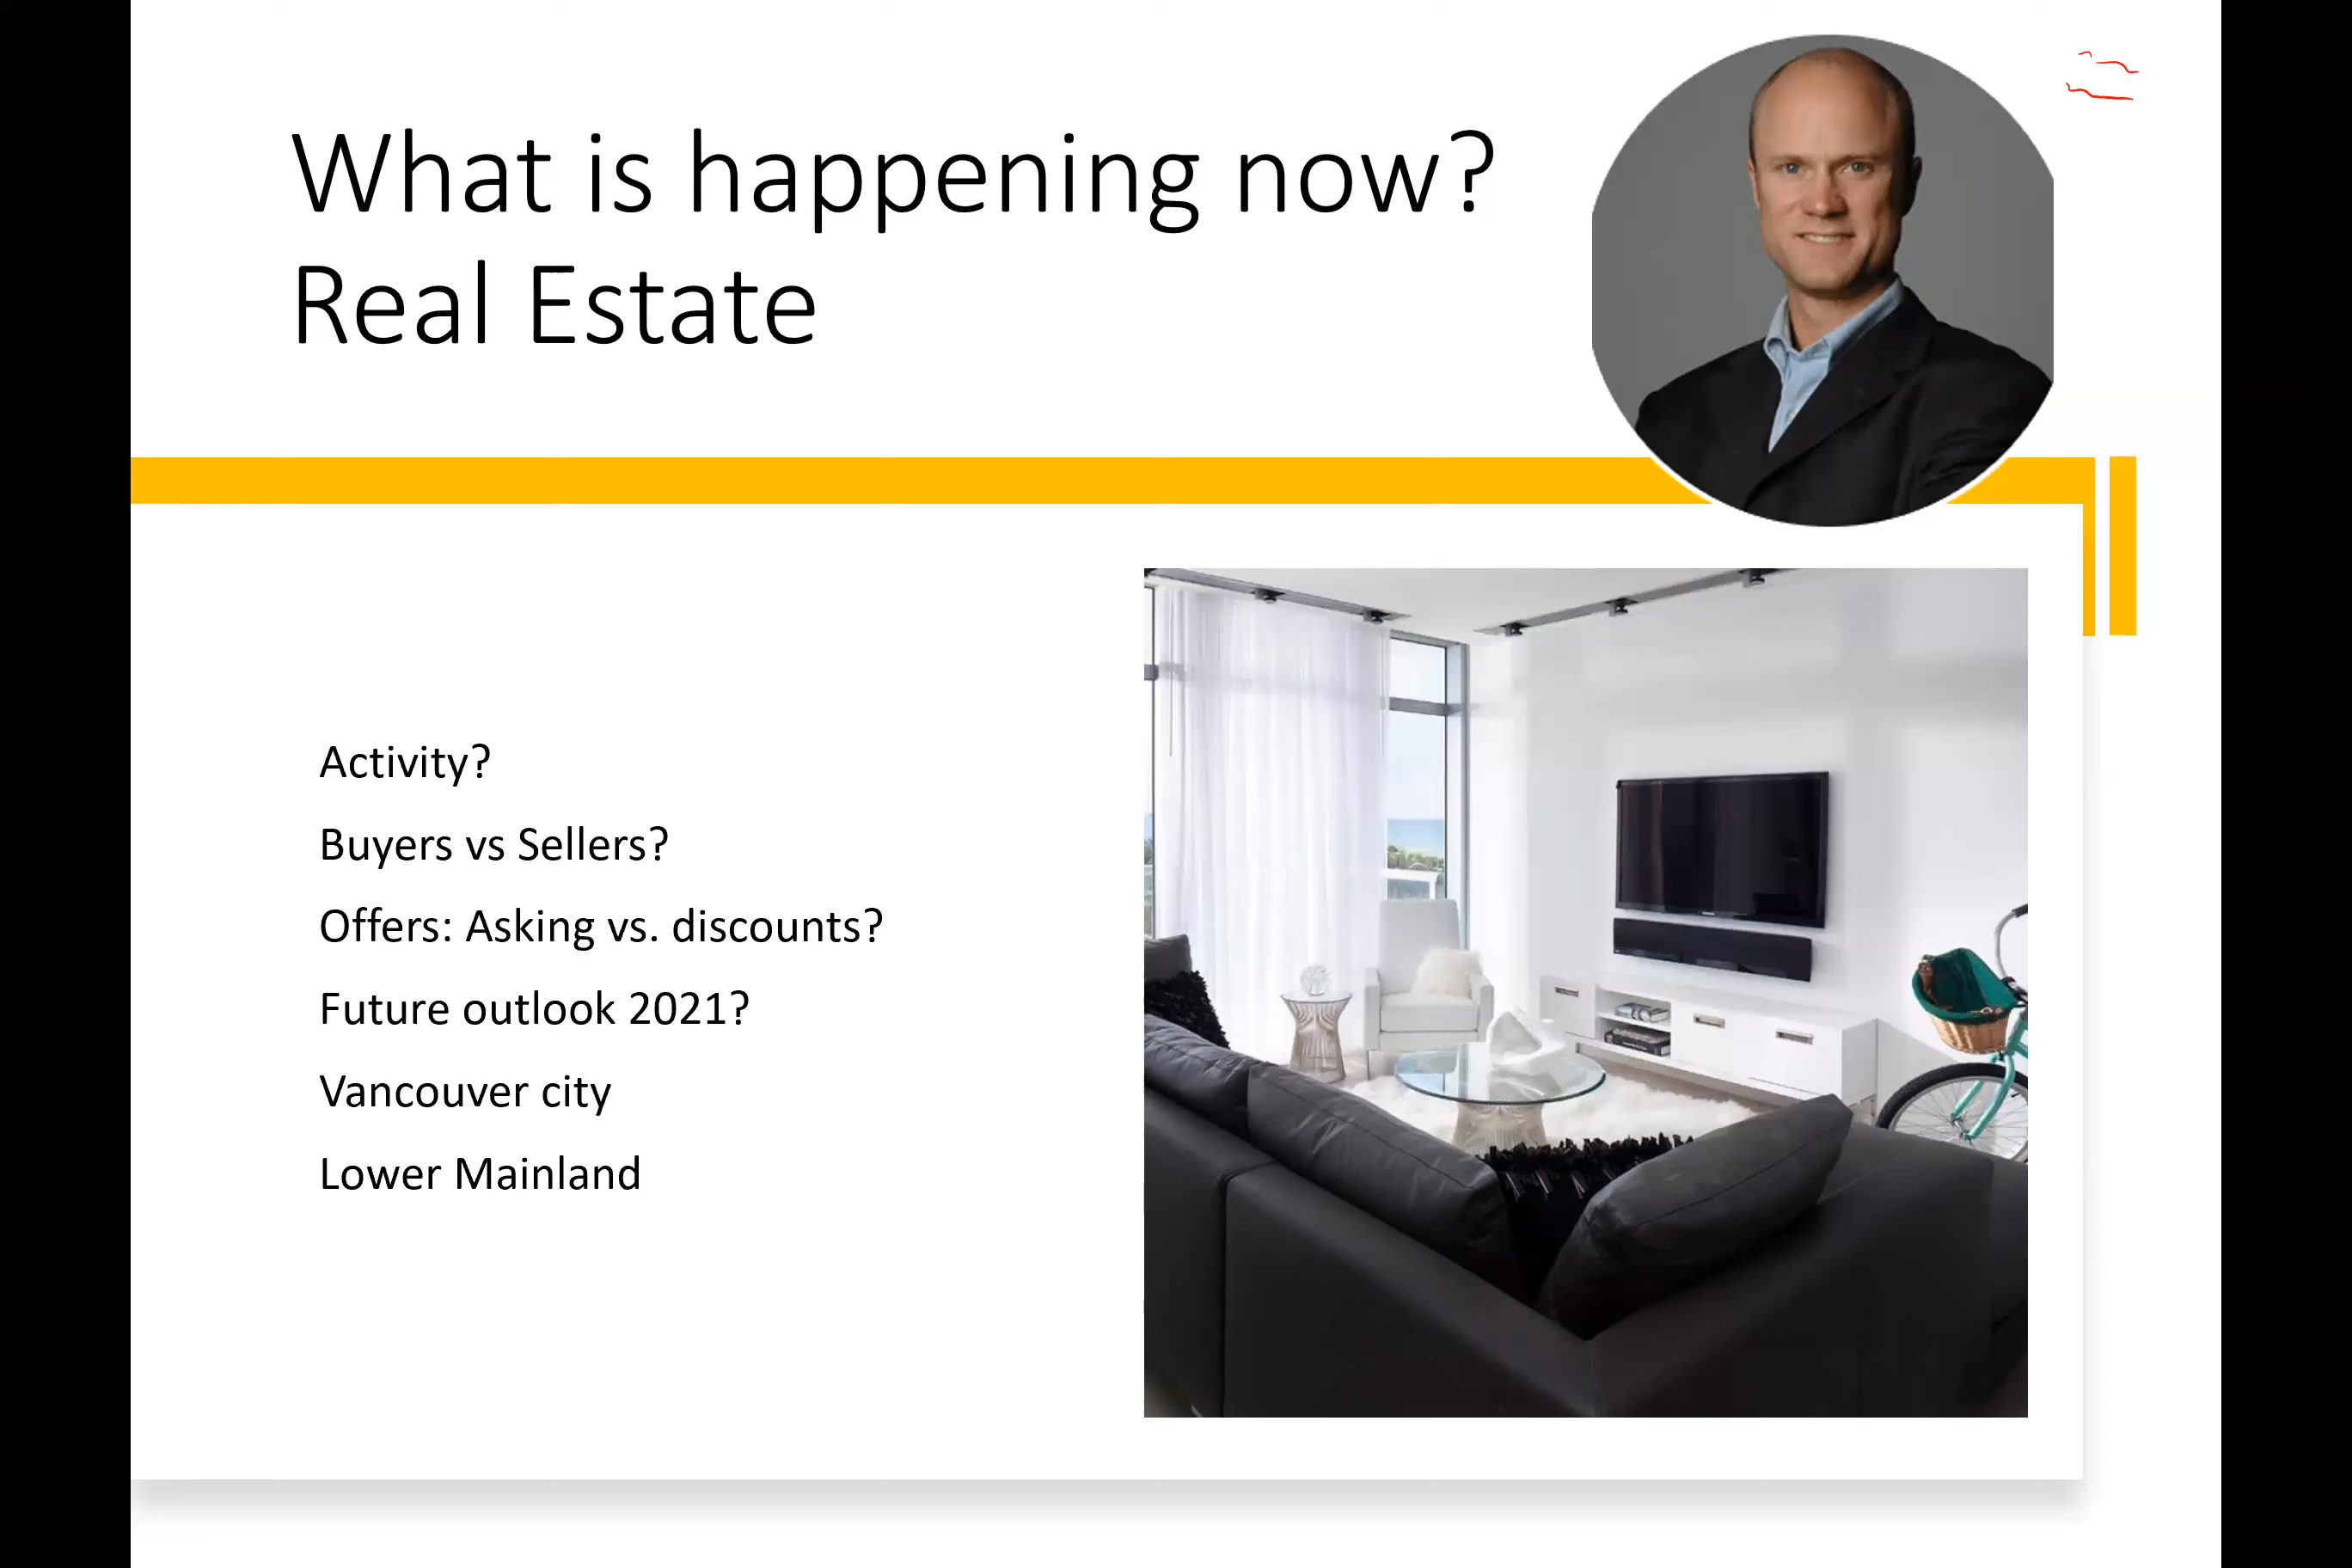 What is happening now?
Real Estate
Activity?
Buyers vs Sellers?
Offers: Asking vs. discounts?
Future outlook 2021?
Vancouver city
Lower Mainland